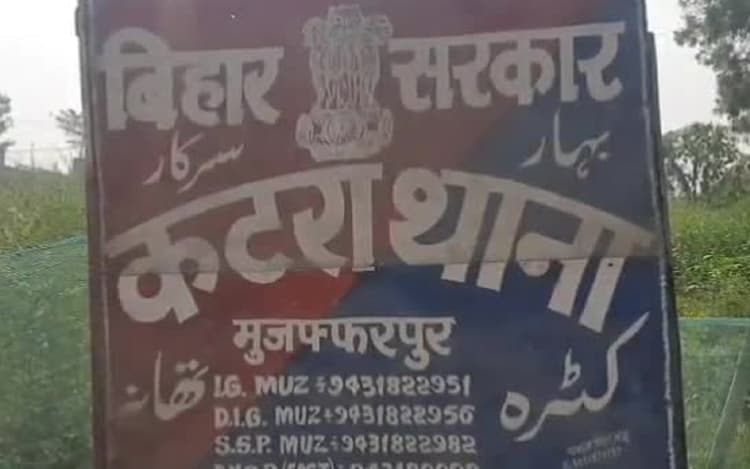 बिहार सरकार
بہار سرکار
कटरा थाना
मुजफ्फरपुर
کٹرہ تھانہ
I.G. MUZ ÷9431822951
D.I.G. MUZ÷9431822956
S.S.P. MUZ÷9431822982